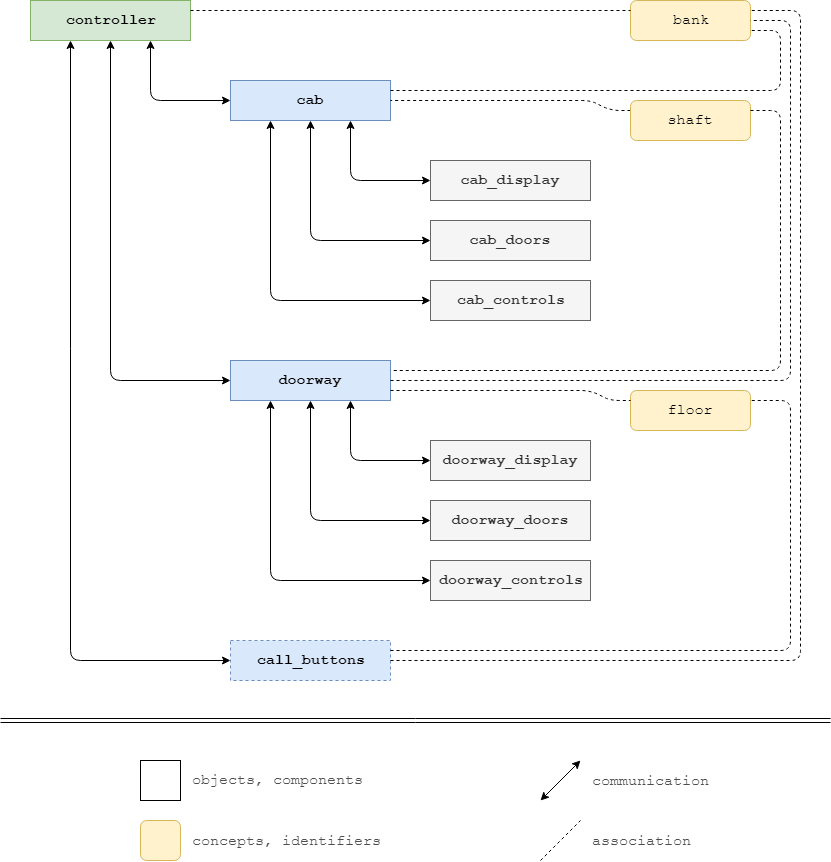 controller
bank
cab
shaft
cab_display
cab_doors
cab_controls
doorway
floor
doorway_display
doorway_doors
doorway_controls
call_buttons
objects, components
communication
concepts, identifiers
association